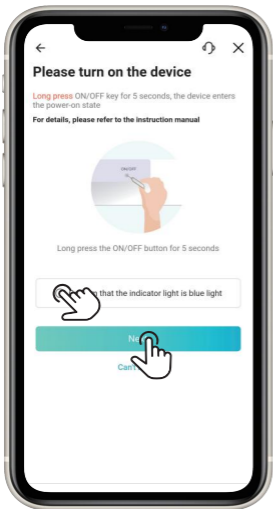 Please turn on the device
Long press ON/OFF key for 5 seconds, the device enters
the power-on state
For details, please refer to the instruction manual
ON/OFF
Long press the ON/OFF button for 5 seconds
that the indicator light is blue light